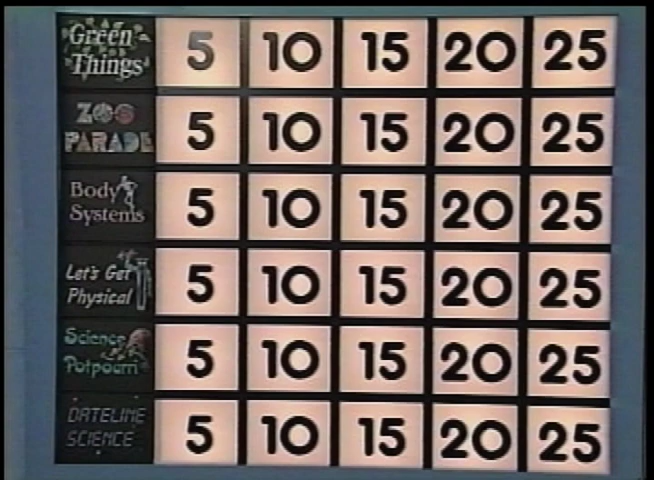 Green
Things
5 10 15 20 25
ZOO
PARADE
5 10 15 20 25
Body
Systems
5 10 15 20 25
Let's Get
Physical
5 10 15 20 25
Science
Potpourri
5 10 15 20 25
DATELINE
SCIENCE
5 10 15 20 25